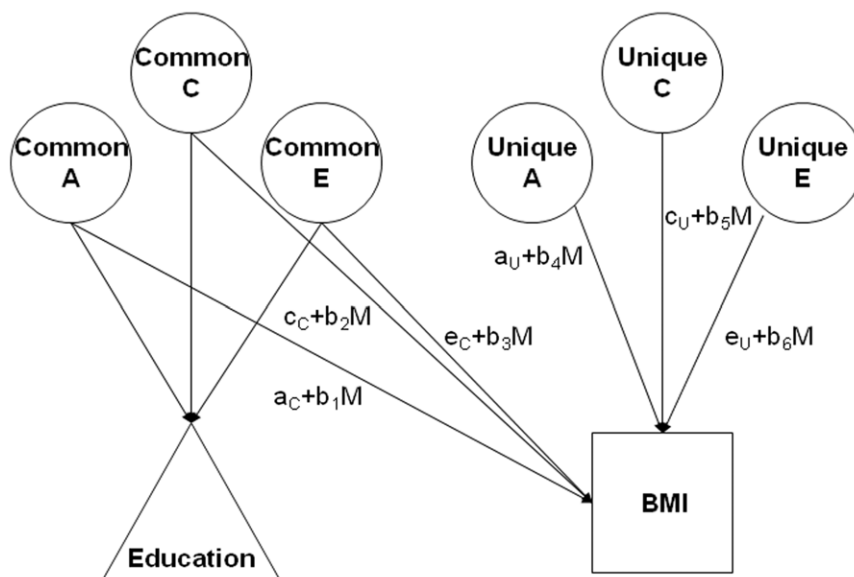 Common
C
Unique
C
Common
A
Common
E
Unique
A
Unique
E
c_U+b_5M
a_U+b_4M
c_C+b_2M
e_C+b_3M
e_U+b_6M
a_C+b_1M
BMI
Education